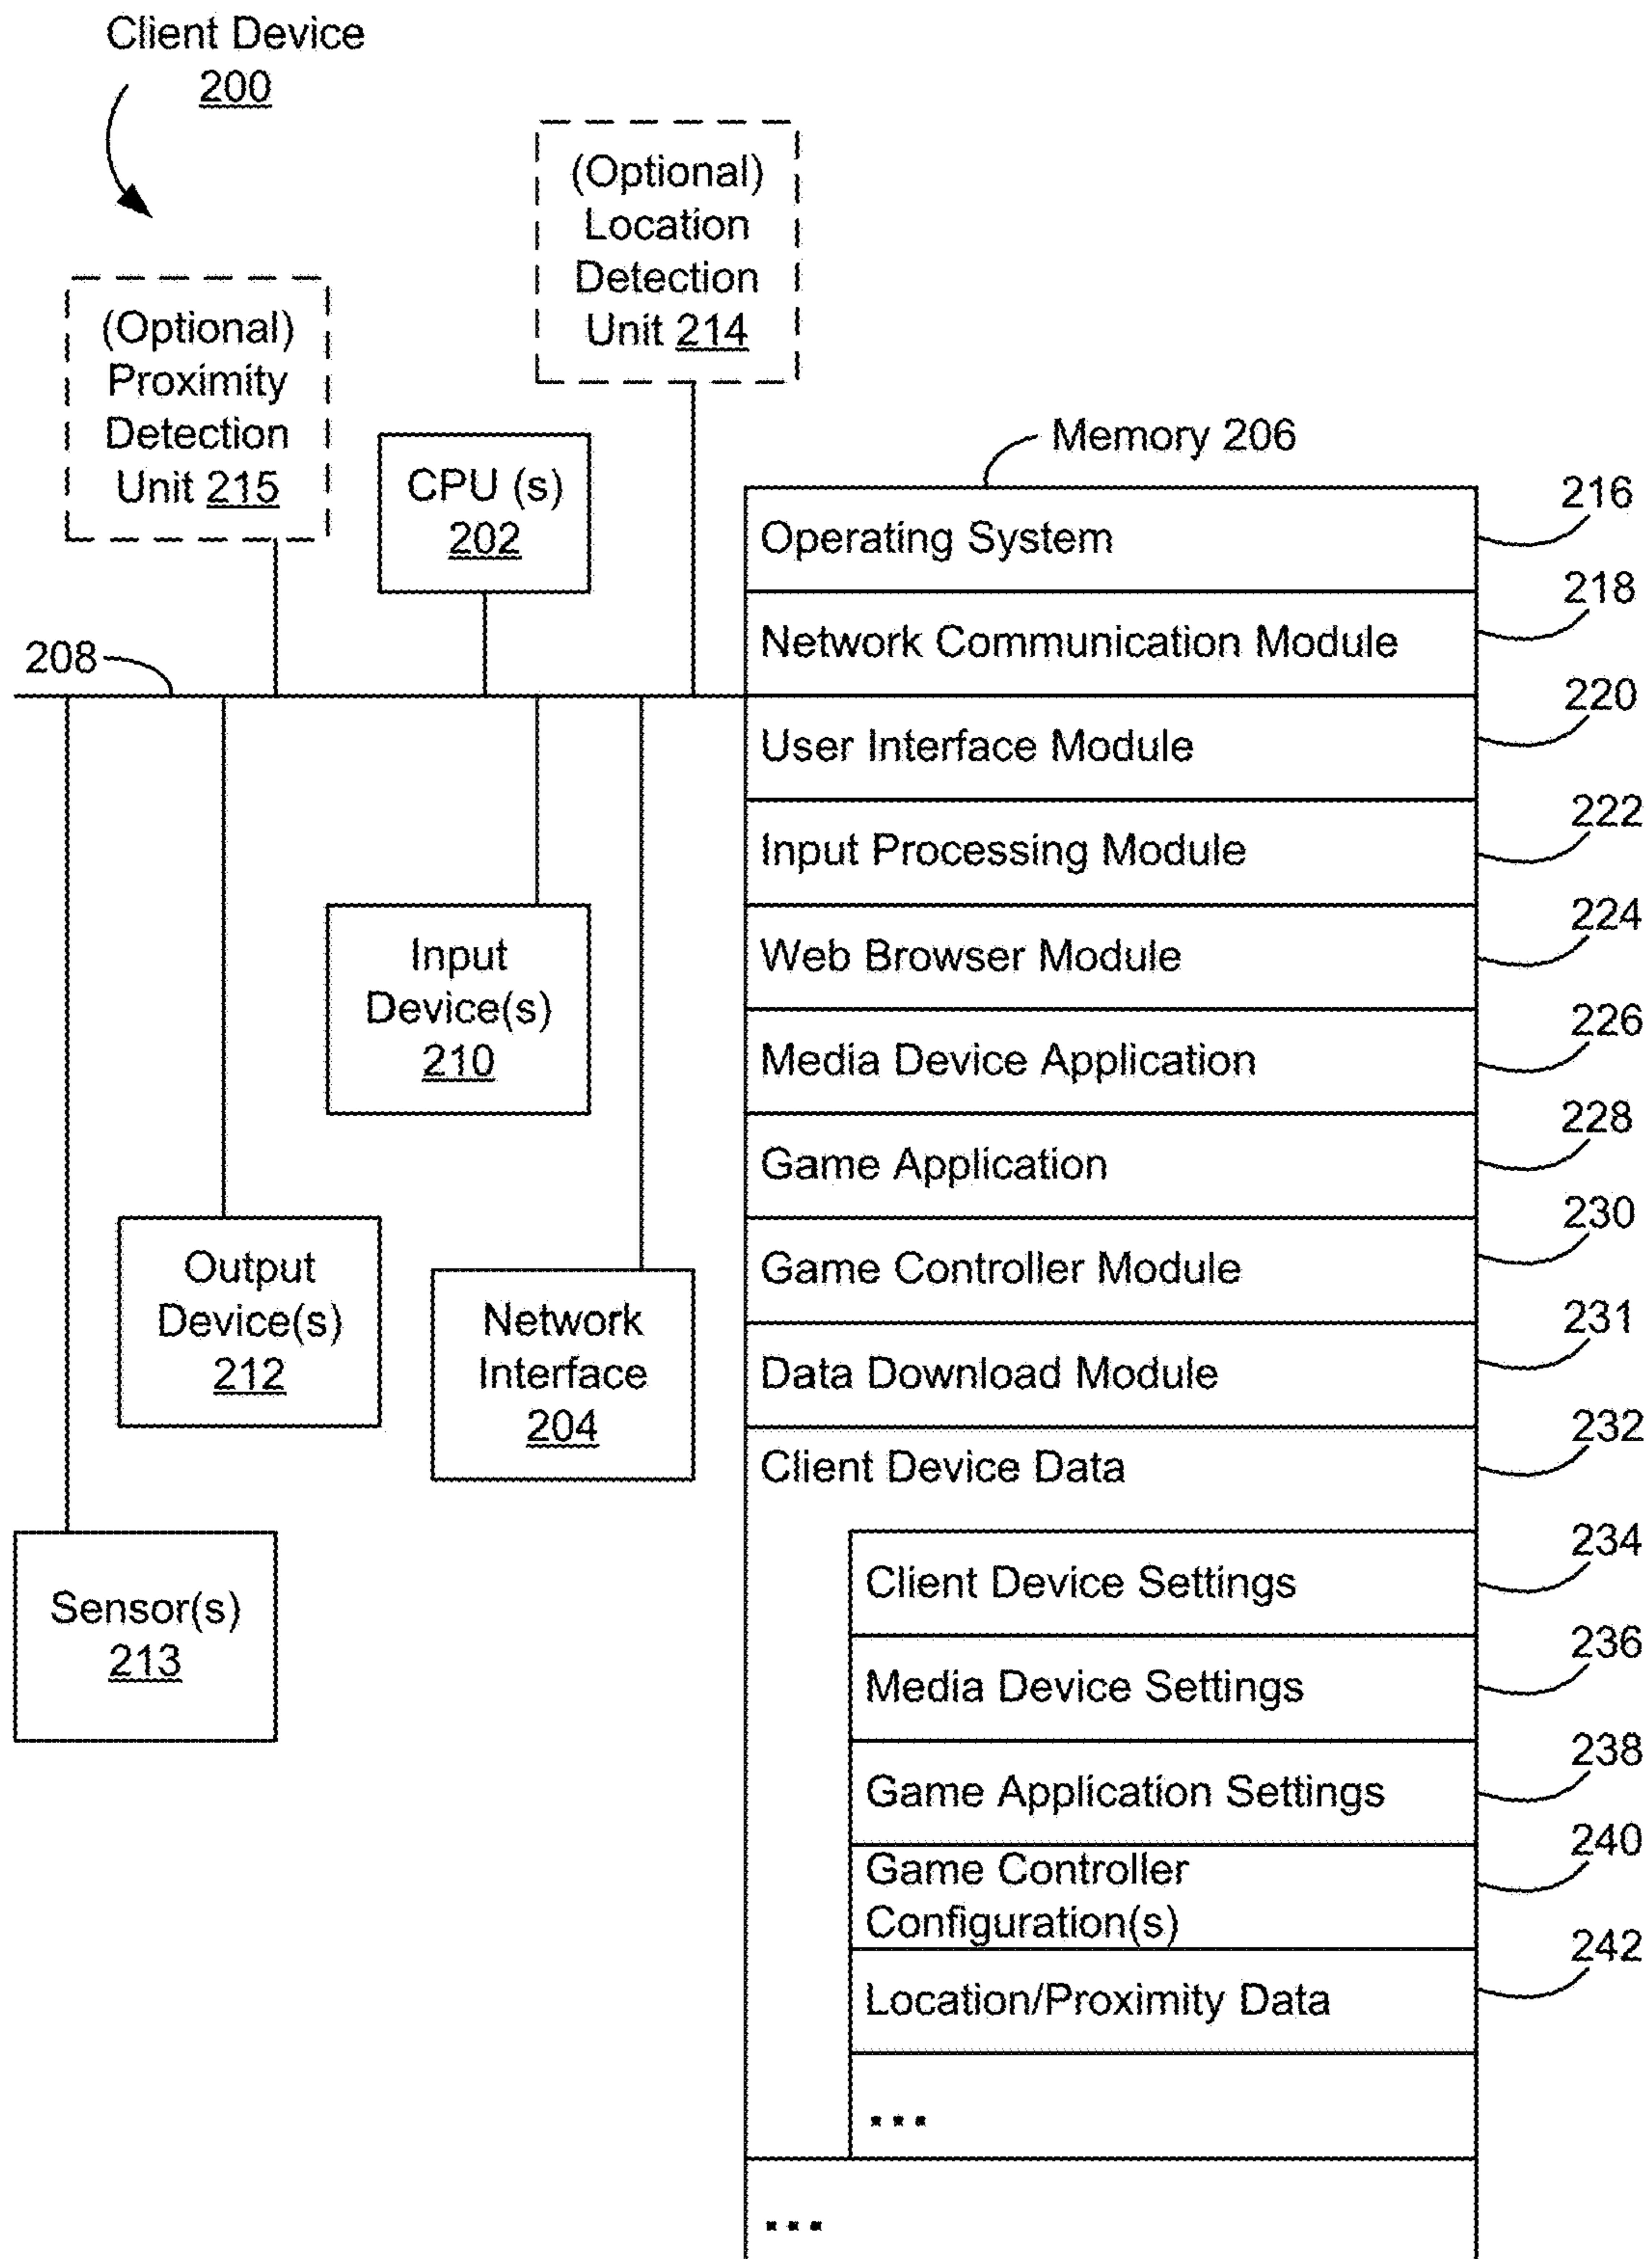 Client Device
200
(Optional)
Location
Detection
Unit 214
(Optional)
Proximity
Detection
Unit 215
CPU (s)
202
208
Input
Device(s)
210
Output
Device(s)
212
Network
Interface
204
Sensor(s)
213
Memory 206
Operating System
216
Network Communication Module
218
User Interface Module
220
Input Processing Module
222
Web Browser Module
224
Media Device Application
226
Game Application
228
Game Controller Module
230
Data Download Module
231
Client Device Data
232
Client Device Settings
234
Media Device Settings
236
Game Application Settings
238
Game Controller
Configuration(s)
240
Location/Proximity Data
242
...
...